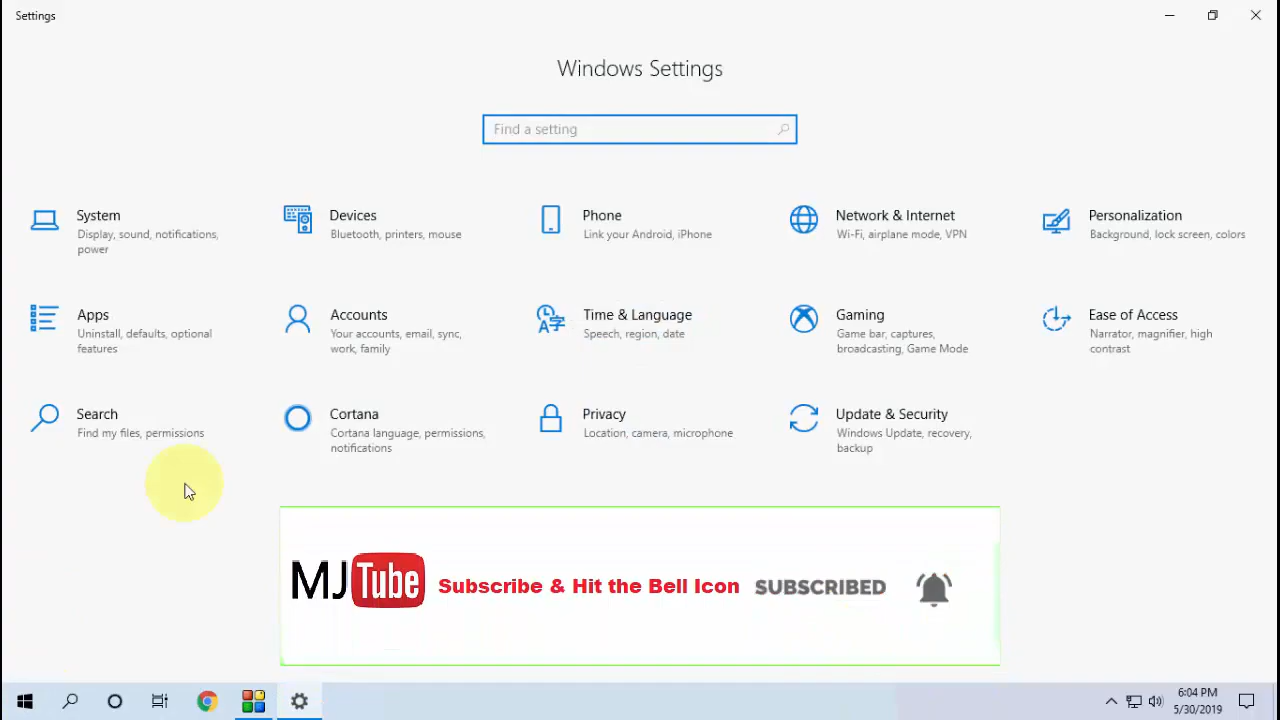 Settings
Windows Settings
Find a setting
System
Display, sound, notifications,
power
Devices
Bluetooth, printers, mouse
Phone
Link your Android, iPhone
Network & Internet
Wi-Fi, airplane mode, VPN
Personalization
Background, lock screen, colors
Apps
Uninstall, defaults, optional
features
Accounts
Your accounts, email, sync,
work, family
Time & Language
Speech, region, date
Gaming
Game bar, captures,
broadcasting, Game Mode
Ease of Access
Narrator, magnifier, high
contrast
Search
Find my files, permissions
Cortana
Cortana language, permissions,
notifications
Privacy
Location, camera, microphone
Update & Security
Windows Update, recovery,
backup
MJ Tube Subscribe & Hit the Bell Icon SUBSCRIBED
6:04 PM
5/30/2019